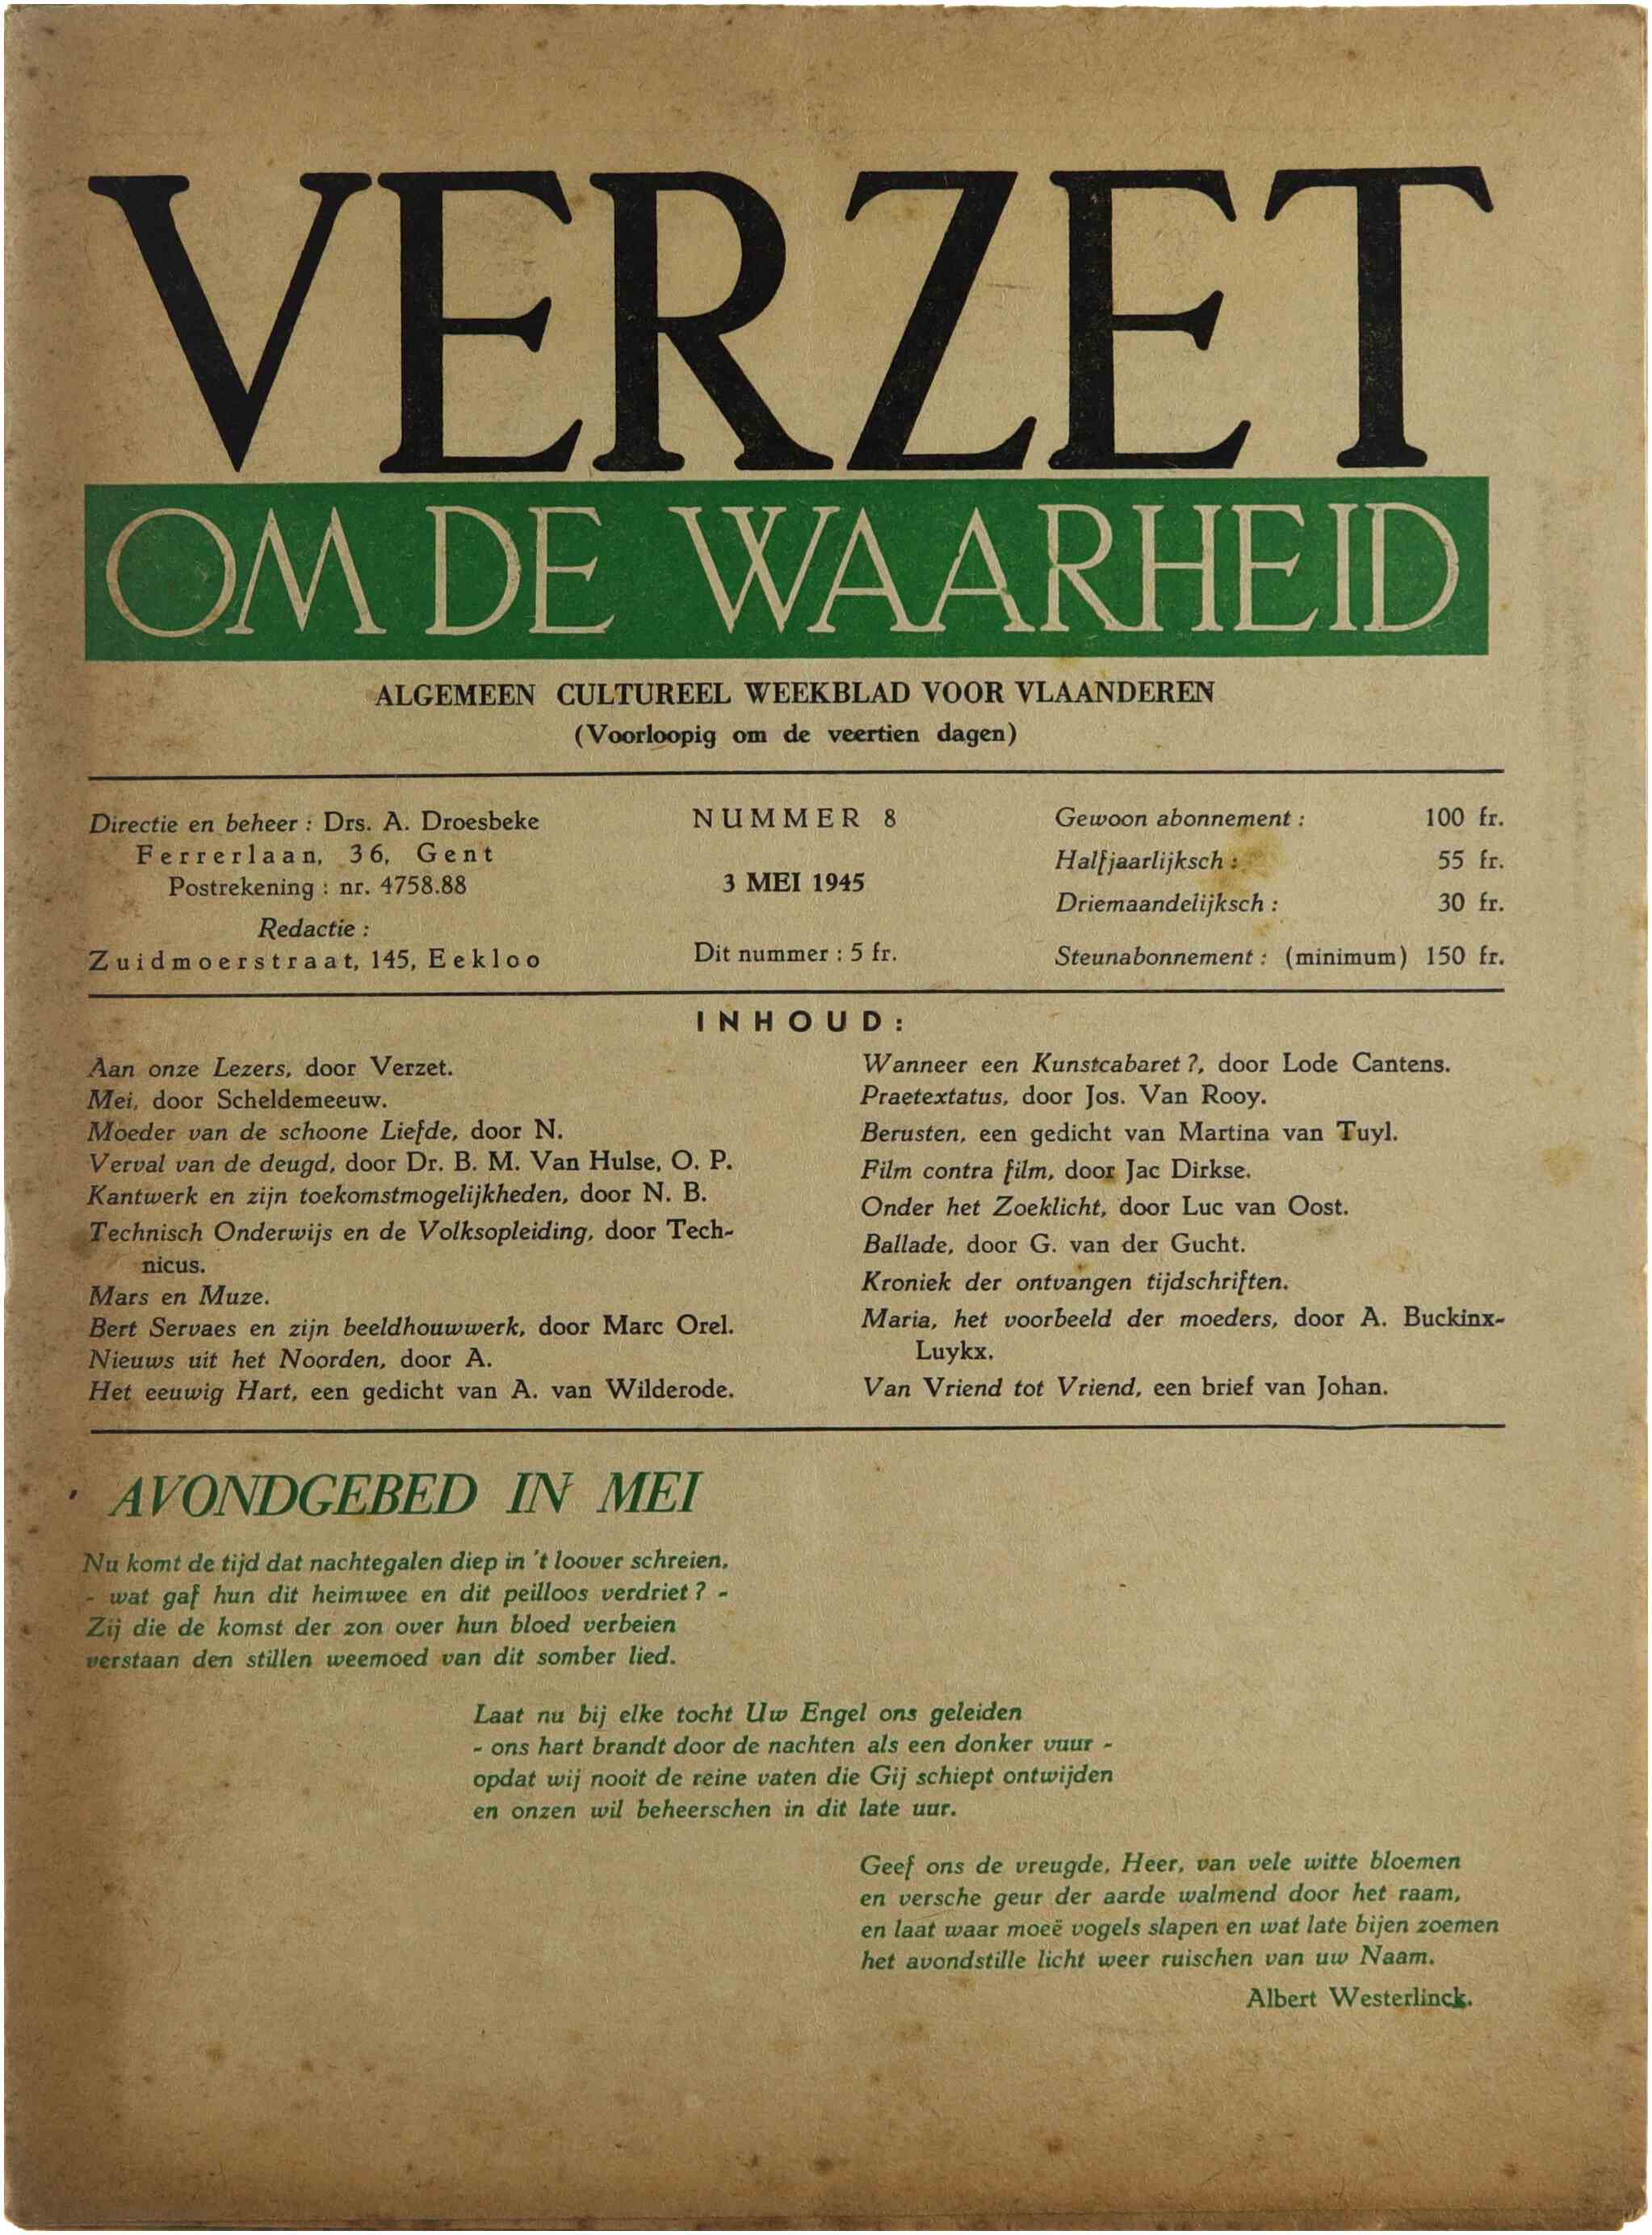 VERZET
OM DE WAARHEID
ALGEMEEN CULTUREEL WEEKBLAD VOOR VLAANDEREN
(Voorloopig om de veertien dagen)
Directie en beheer : Drs. A. Droesbeke
Ferrerlaan, 36, Gent
Postrekening : nr. 4758.88
Redactie :
Zuidmoerstraat, 145, Eekloo
NUMMER 8
3 MEI 1945
Dit nummer : 5 fr.
Gewoon abonnement : 100 fr.
Halfjaarlijksch : 55 fr.
Driemaandelijksch : 30 fr.
Steunabonnement : (minimum) 150 fr.
INHOUD :
Aan onze Lezers, door Verzet.
Mei, door Scheldemeeuw.
Moeder van de schoone Liefde, door N.
Verval van de deugd, door Dr. B. M. Van Hulse, O. P.
Kantwerk en zijn toekomstmogelijkheden, door N. B.
Technisch Onderwijs en de Volksopleiding, door Tech-
nicus.
Mars en Muze.
Bert Servaes en zijn beeldhouwwerk, door Marc Orel.
Nieuws uit het Noorden, door A.
Het eeuwig Hart, een gedicht van A. van Wilderode.
Wanneer een Kunstcabaret ?, door Lode Cantens.
Praetextatus, door Jos. Van Rooy.
Berusten, een gedicht van Martina van Tuyl.
Film contra film, door Jac Dirkse.
Onder het Zoeklicht, door Luc van Oost.
Ballade, door G. van der Gucht.
Kroniek der ontvangen tijdschriften.
Maria, het voorbeeld der moeders, door A. Buckinx-
Luykx.
Van Vriend tot Vriend, een brief van Johan.
AVONDGEBED IN MEI
Nu komt de tijd dat nachtegalen diep in 't loover schreien,
- wat gaf hun dit heimwee en dit peilloos verdriet ? -
Zij die de komst der zon over hun bloed verbeien
verstaan den stillen weemoed van dit somber lied.
Laat nu bij elke tocht Uw Engel ons geleiden
- ons hart brandt door de nachten als een donker vuur -
opdat wij nooit de reine vaten die Gij schiept ontwijden
en onzen wil beheerschen in dit late uur.
Geef ons de vreugde, Heer, van vele witte bloemen
en versche geur der aarde walmend door het raam,
en laat waar moeë vogels slapen en wat late bijen zoemen
het avondstille licht weer ruischen van uw Naam.
Albert Westerlinck.